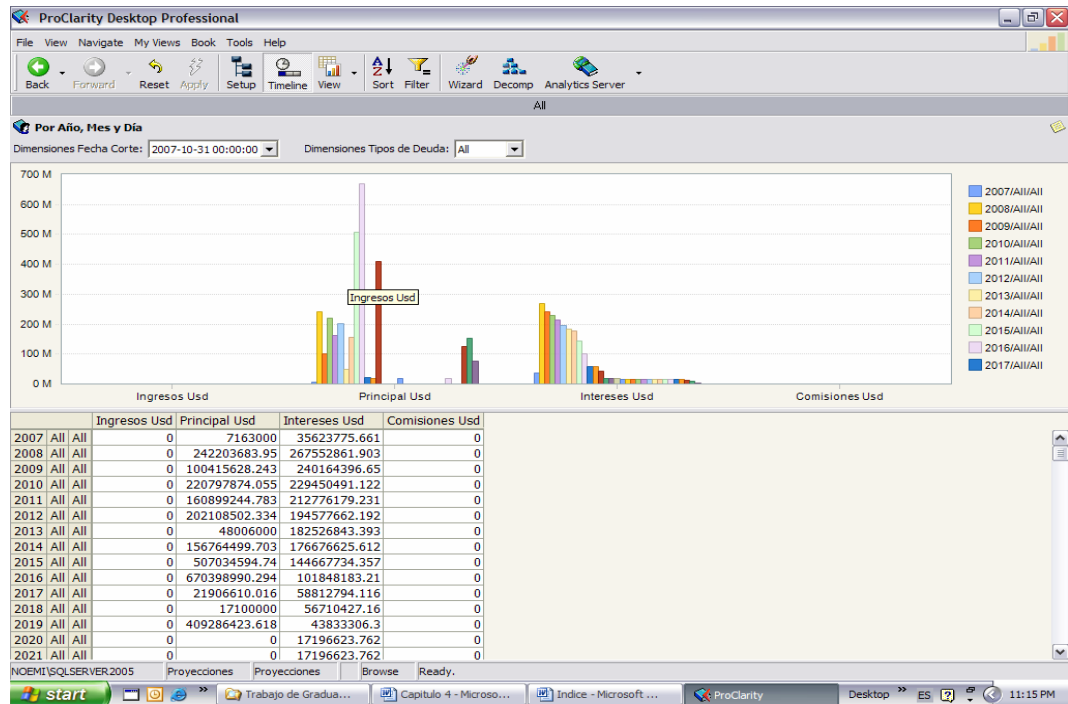 ProClarity Desktop Professional
File View Navigate My Views Book Tools Help
Back Forward Reset Apply Setup Timeline View Sort Filter Wizard Decomp Analytics Server
All
Por Año, Mes y Día
Dimensiones Fecha Corte: 2007-10-31 00:00:00 Dimensiones Tipos de Deuda: All
700 M
600 M
500 M
400 M
300 M
200 M
100 M
0 M
Ingresos Usd
Ingresos Usd Principal Usd Intereses Usd Comisiones Usd
2007/All/All
2008/All/All
2009/All/All
2010/All/All
2011/All/All
2012/All/All
2013/All/All
2014/All/All
2015/All/All
2016/All/All
2017/All/All
Ingresos Usd Principal Usd Intereses Usd Comisiones Usd
2007 All All 0 7163000 35623775.661 0
2008 All All 0 242203683.95 267552861.903 0
2009 All All 0 100415628.243 240164396.65 0
2010 All All 0 220797874.055 229450491.122 0
2011 All All 0 160899244.783 212776179.231 0
2012 All All 0 202108502.334 194577662.192 0
2013 All All 0 48006000 182526843.393 0
2014 All All 0 156764499.703 176676625.612 0
2015 All All 0 507034594.74 144667734.357 0
2016 All All 0 670398990.294 101848183.21 0
2017 All All 0 21906610.016 58812794.116 0
2018 All All 0 17100000 56710427.16 0
2019 All All 0 409286423.618 43833306.3 0
2020 All All 0 0 17196623.762 0
2021 All All 0 0 17196623.762 0
NOEMI\SQLSERVER2005 Proyecciones Proyecciones Browse Ready.
start » Trabajo de Gradua... Capitulo 4 - Microso... Indice - Microsoft ... ProClarity Desktop » ES 11:15 PM